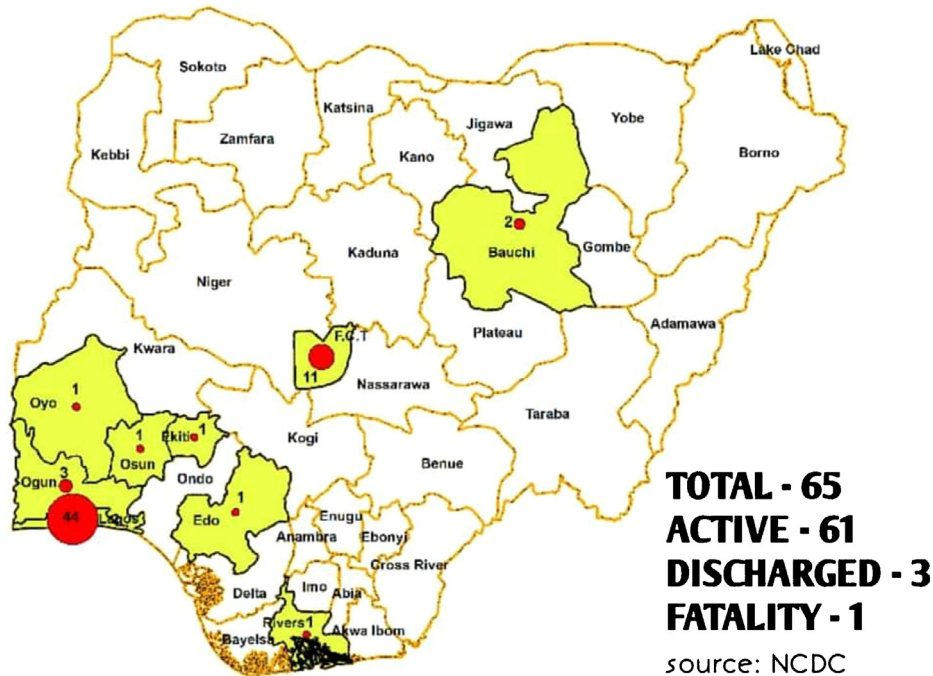 Lake Chad
Sokoto
Katsina
Yobe
Jigawa
Zamfara
Kebbi
Kano
Borno
2
Bauchi
Gombe
Kaduna
Niger
Adamawa
F.C.T
Plateau
Kwara
11
Nassarawa
1
Oyo
Taraba
1
Ekiti
1
Kogi
Osun
Benue
3
Ogun
Ondo
1
Edo
44
Lagos
Enugu
Anambra
Ebonyi
Cross River
Imo
Delta
Abia
Rivers
1
Akwa Ibom
Bayelsa
TOTAL - 65
ACTIVE - 61
DISCHARGED - 3
FATALITY - 1
source: NCDC